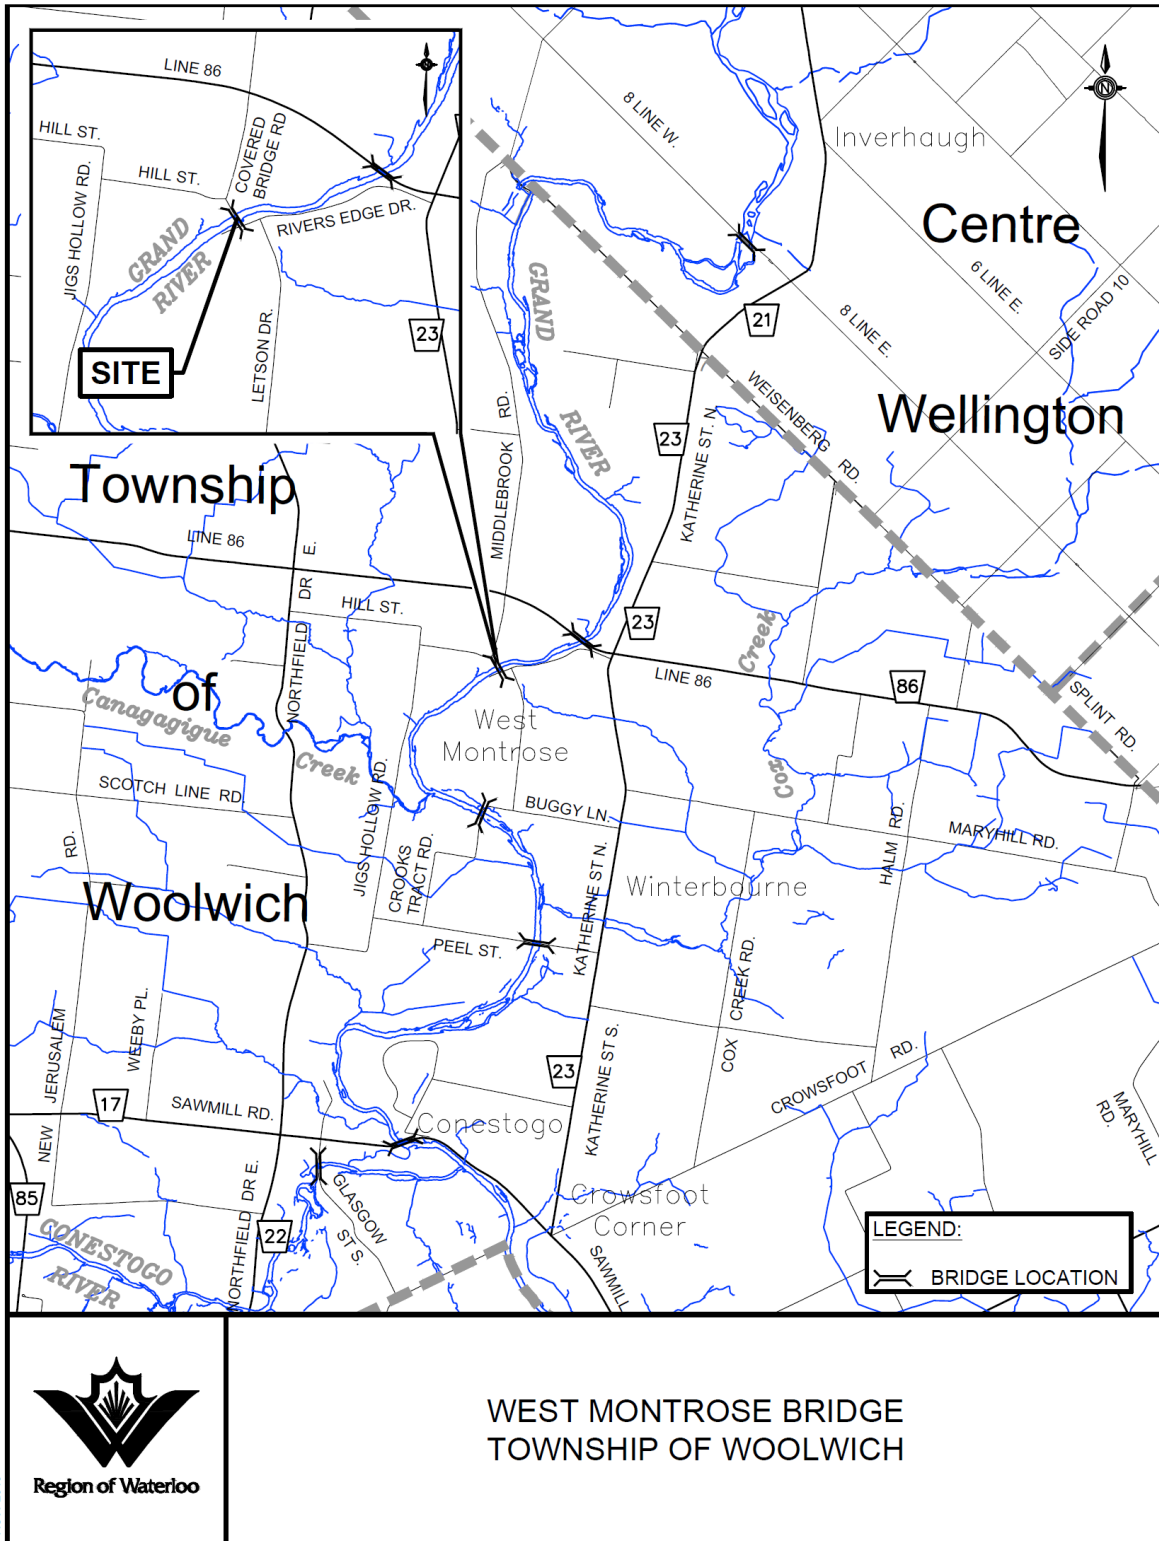 LINE 86
HILL ST.
COVERED
BRIDGE RD
HILL ST.
JIGS HOLLOW RD.
GRAND
RIVER
RIVERS EDGE DR.
LETSON DR.
23
SITE
N
8 LINE W.
Inverhaugh
Centre
Wellington
6 LINE E.
SIDE ROAD 10
8 LINE E.
21
GRAND
RIVER
WEISENBERG RD.
23
KATHERINE ST. N
MIDDLEBROOK RD.
Township
of
Woolwich
LINE 86
NORTHFIELD DR E.
HILL ST.
23
Creek
Cox
LINE 86
86
SPLINT RD.
Canagagigue
Creek
West
Montrose
SCOTCH LINE RD.
JIGS HOLLOW RD.
BUGGY LN.
CROOKS
TRACT RD.
HALM RD.
MARYHILL RD.
RD.
Winterbourne
KATHERINE ST N.
PEEL ST.
COX CREEK RD.
NEW JERUSALEM
WEEBY PL.
17
SAWMILL RD.
23
KATHERINE ST S.
CROWSFOOT RD.
MARYHILL
RD.
Conestogo
85
NORTHFIELD DR E.
22
GLASGOW
ST S.
Crowsfoot
Corner
SAWMILL
CONESTOGO
RIVER
LEGEND:
BRIDGE LOCATION
Region of Waterloo
WEST MONTROSE BRIDGE
TOWNSHIP OF WOOLWICH